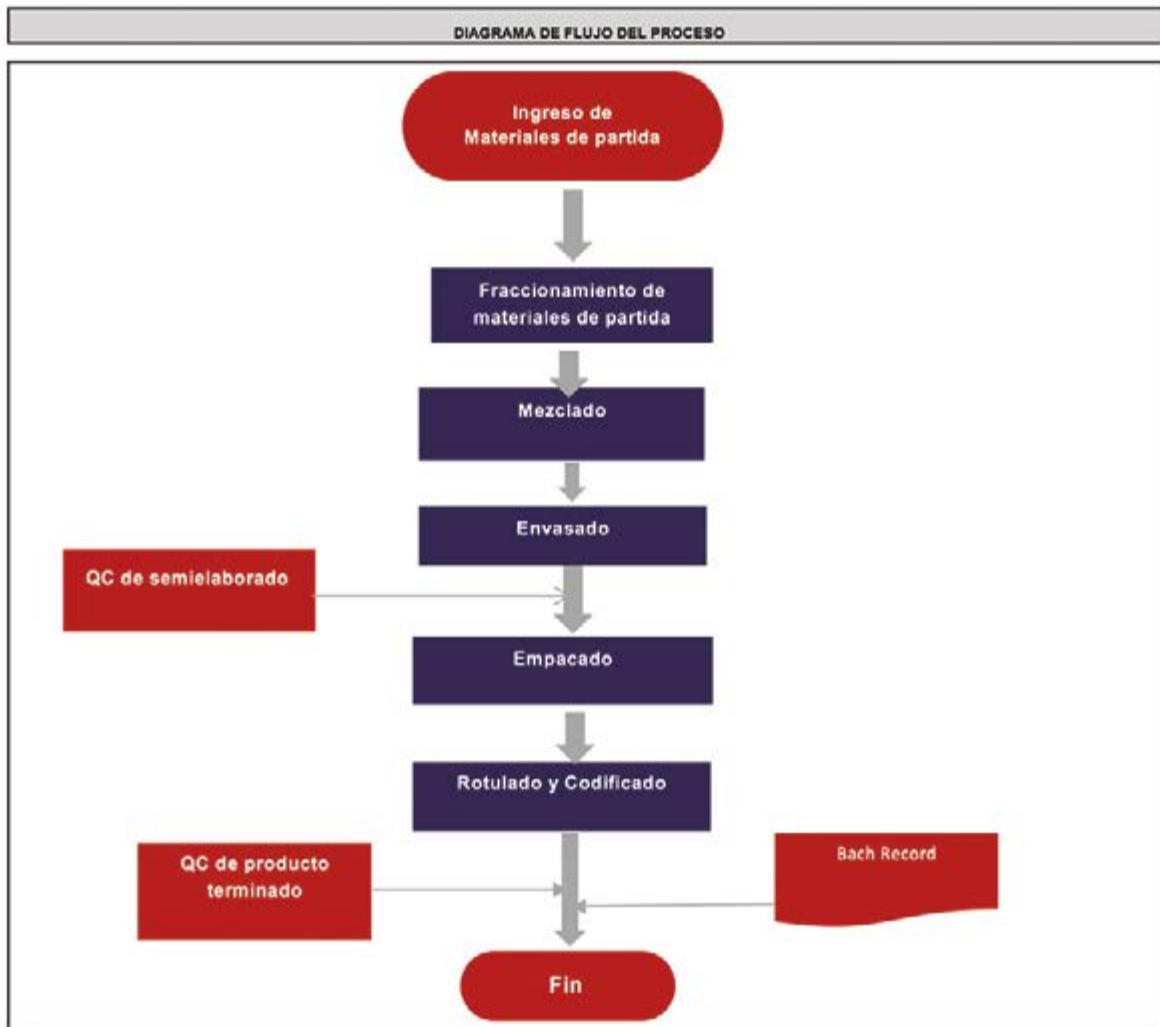 DIAGRAMA DE FLUJO DEL PROCESO
Ingreso de
Materiales de partida
Fraccionamiento de
materiales de partida
Mezclado
Envasado
QC de semielaborado
Empacado
Rotulado y Codificado
QC de producto
terminado
Bach Record
Fin